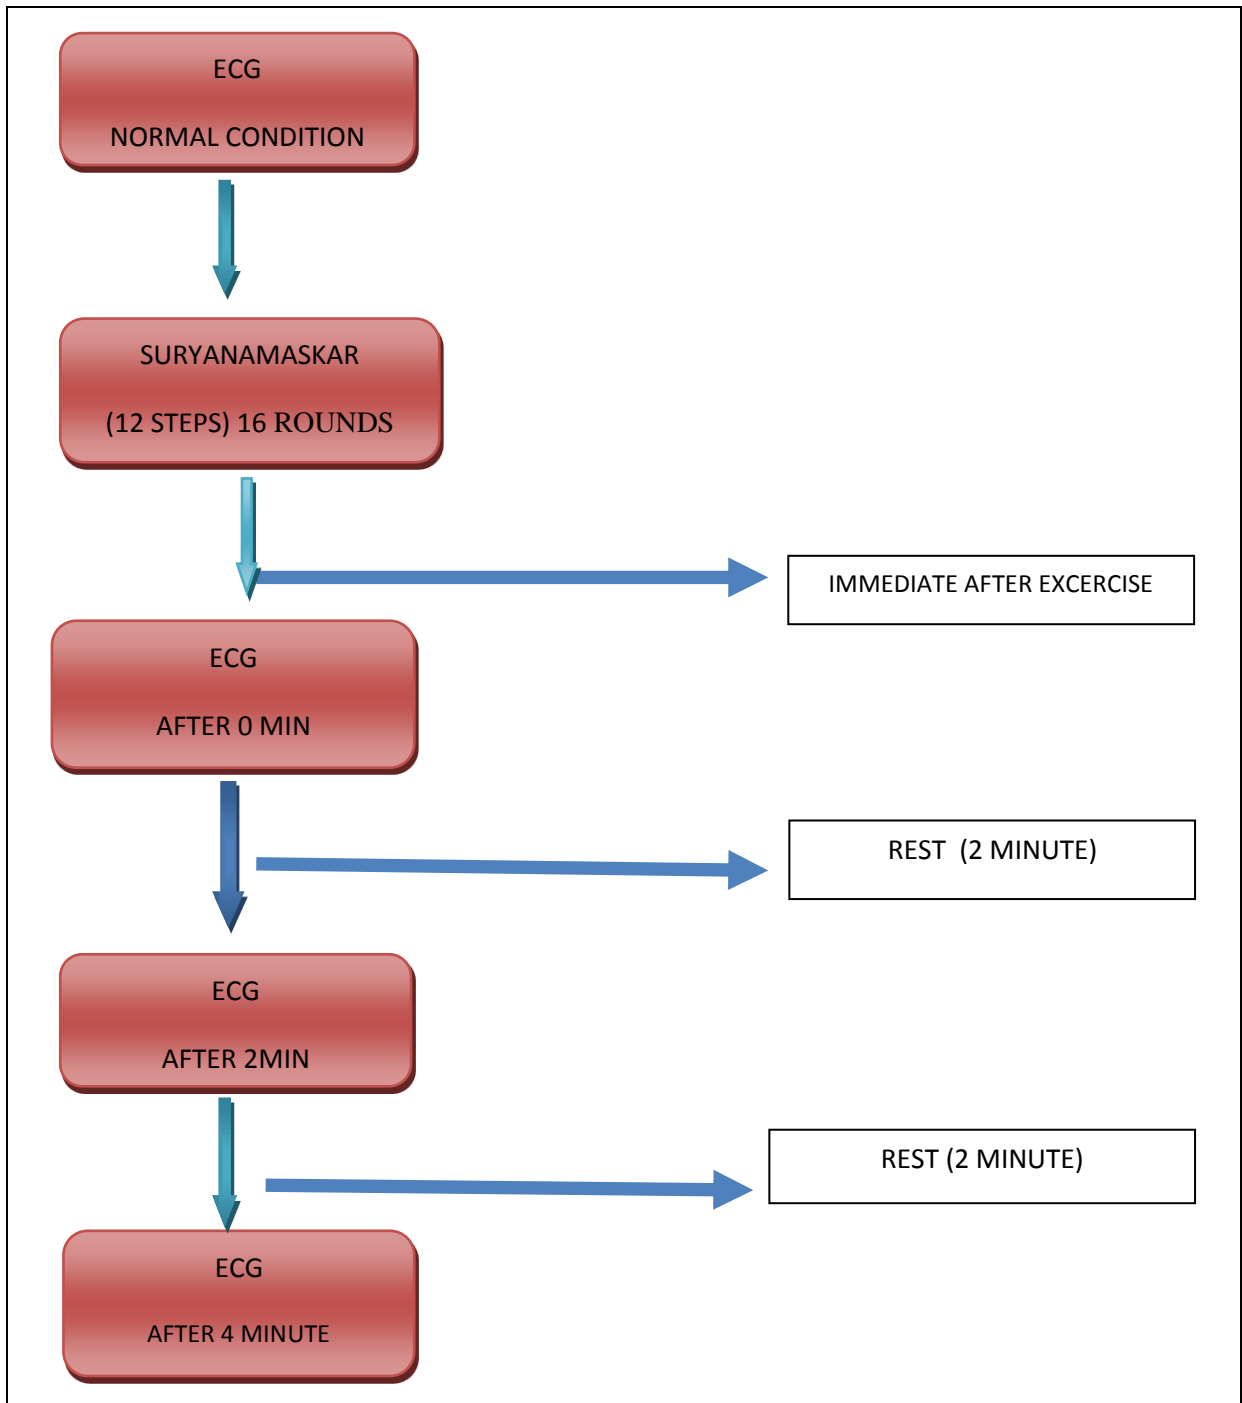 ECG
NORMAL CONDITION
SURYANAMASKAR
(12 STEPS) 16 ROUNDS
IMMEDIATE AFTER EXCERCISE
ECG
AFTER 0 MIN
REST (2 MINUTE)
ECG
AFTER 2MIN
REST (2 MINUTE)
ECG
AFTER 4 MINUTE